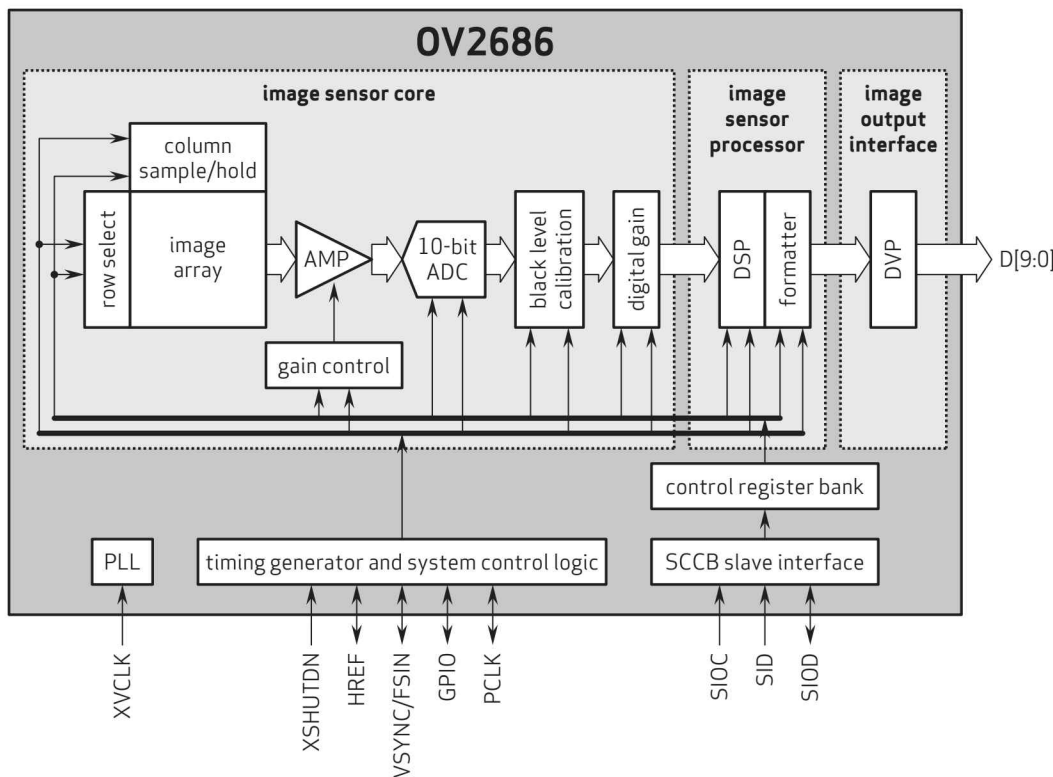 OV2686
image sensor core
image
sensor
processor
image
output
interface
column
sample/hold
row select
image
array
AMP
10-bit
ADC
black level
calibration
digital gain
DSP
formatter
DVP
D[9:0]
gain control
control register bank
PLL
timing generator and system control logic
SCCB slave interface
XVCLK
XSHUTDN
HREF
VSYNC/FSIN
GPIO
PCLK
SIOC
SID
SIOD